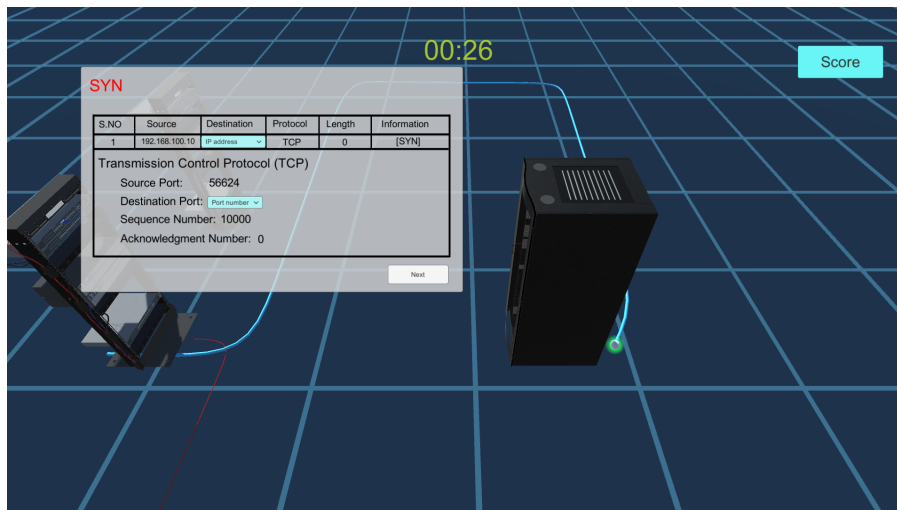 00:26
Score
SYN
S.NO Source Destination Protocol Length Information
1 192.168.100.10 IP address TCP 0 [SYN]
Transmission Control Protocol (TCP)
Source Port: 56624
Destination Port: Port number
Sequence Number: 10000
Acknowledgment Number: 0
Next